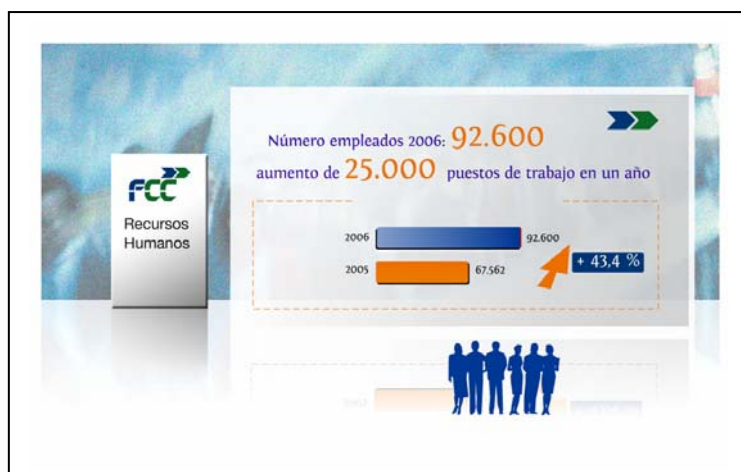 Número empleados 2006: 92.600
aumento de 25.000 puestos de trabajo en un año
FCC
Recursos
Humanos
2006 92.600
2005 67.562
+ 43,4 %